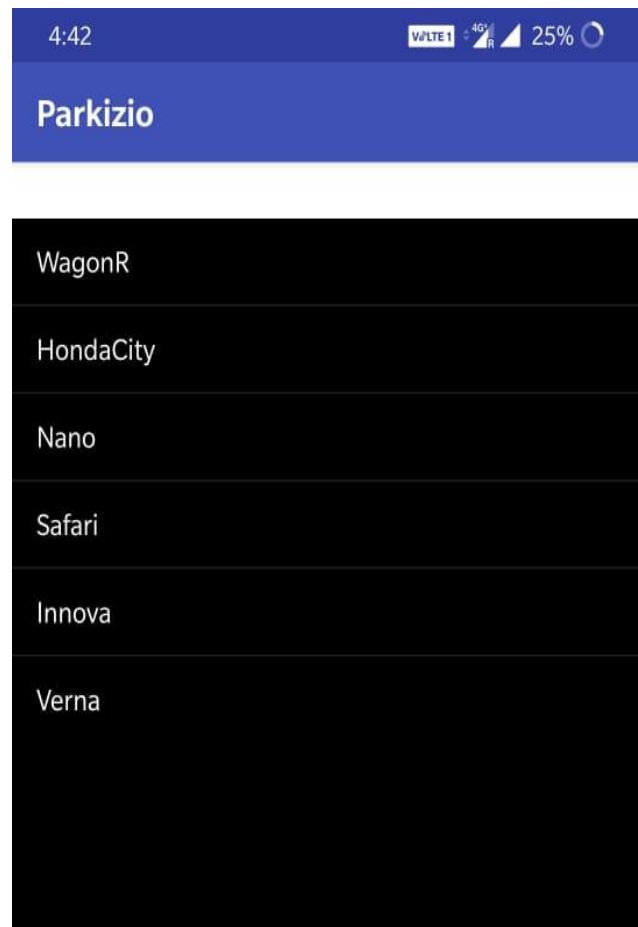 4:42 VoLTE 1 4G+ R 25%
Parkizio
WagonR
HondaCity
Nano
Safari
Innova
Verna